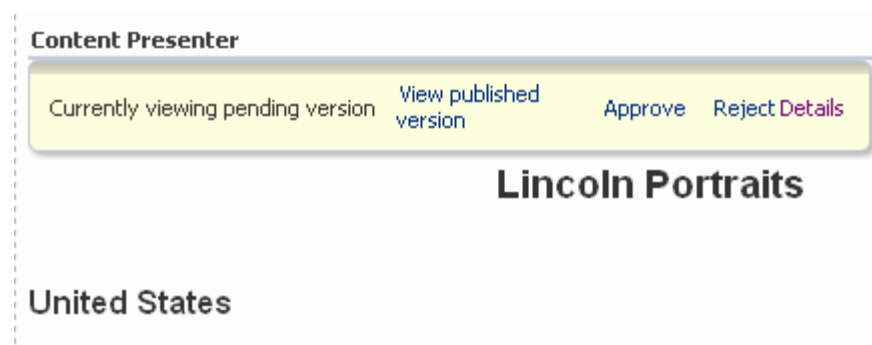 Content Presenter
Currently viewing pending version View published version Approve Reject Details
Lincoln Portraits
United States